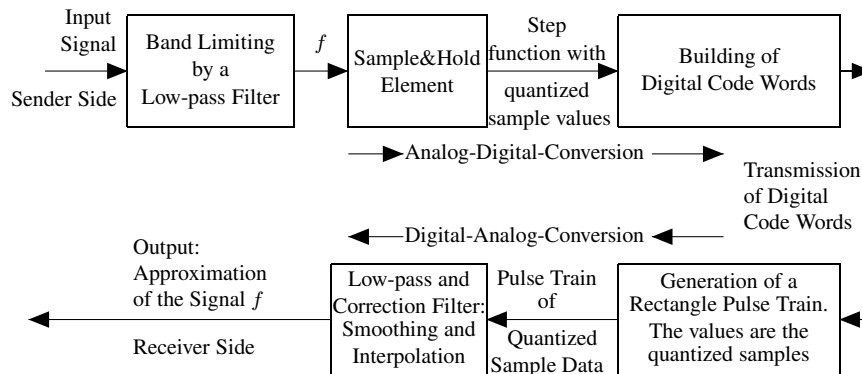 Input
Signal
Sender Side
Band Limiting
by a
Low-pass Filter
f
Sample&Hold
Element
Step
function with
quantized
sample values
Building of
Digital Code Words
Analog-Digital-Conversion
Transmission
of Digital
Code Words
Digital-Analog-Conversion
Output:
Approximation
of the Signal f
Receiver Side
Low-pass and
Correction Filter:
Smoothing and
Interpolation
Pulse Train
of
Quantized
Sample Data
Generation of a
Rectangle Pulse Train.
The values are the
quantized samples